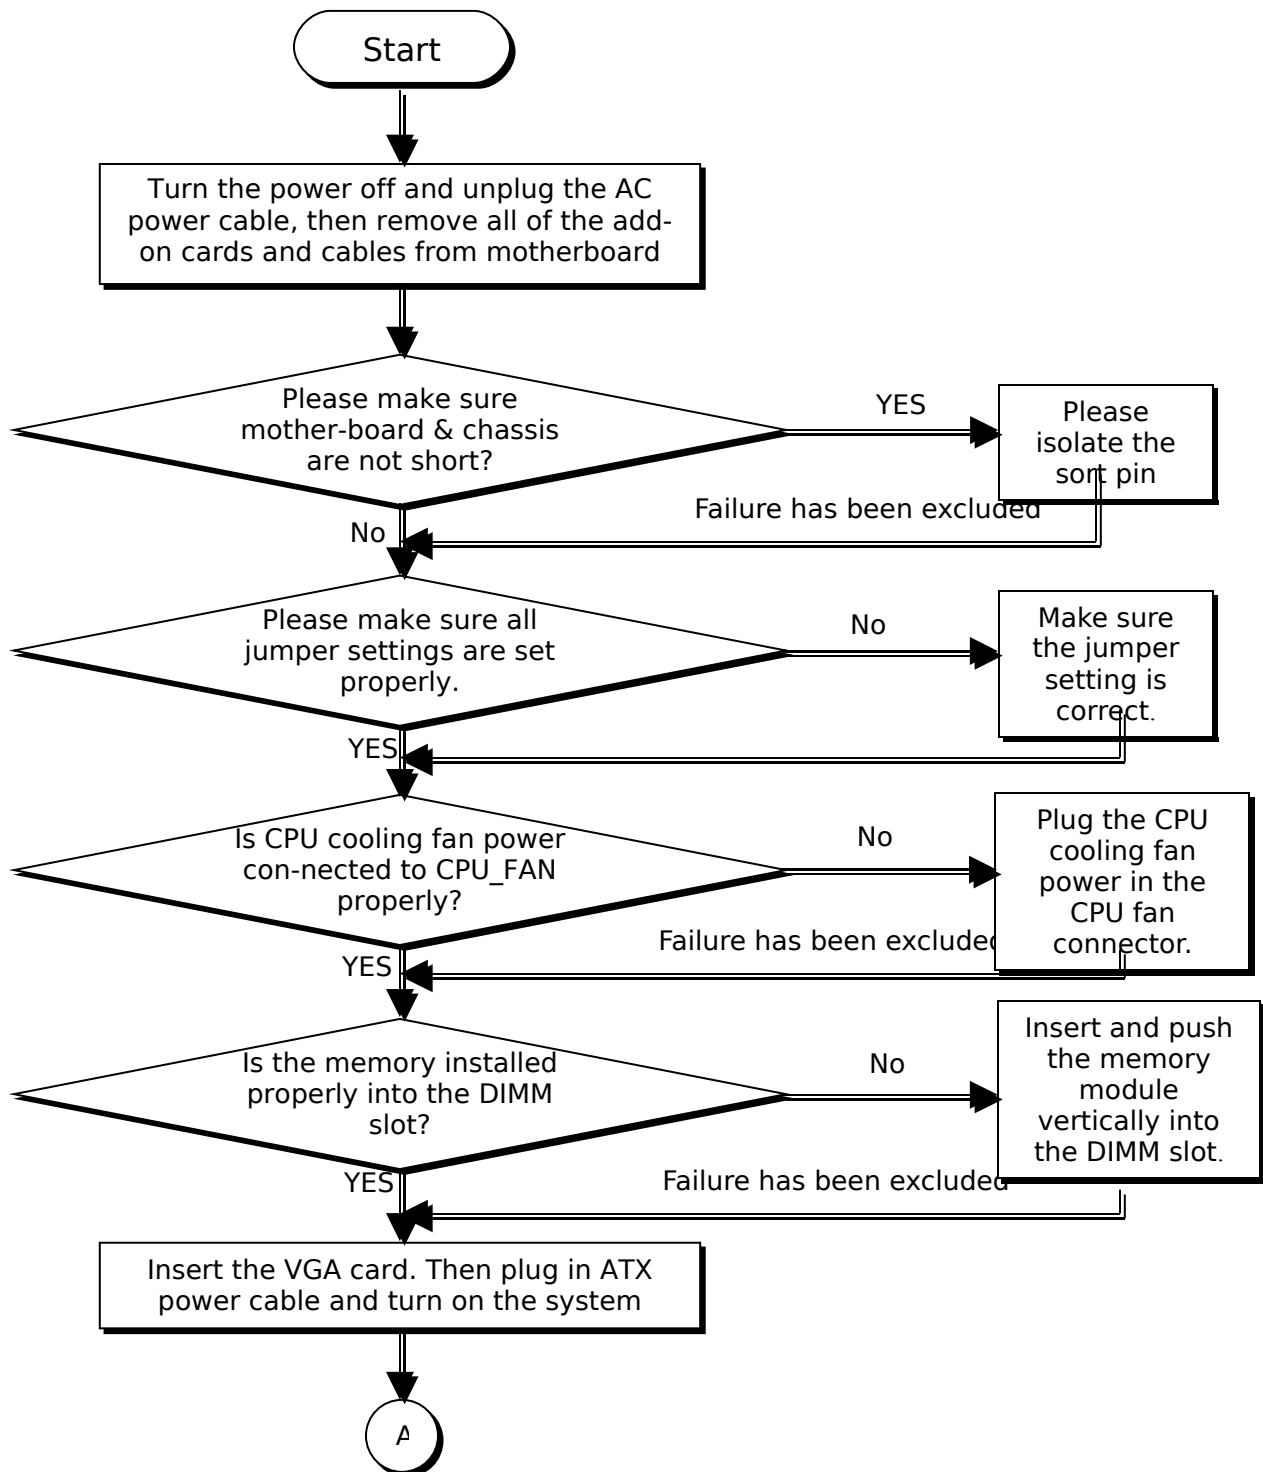 Start
Turn the power off and unplug the AC
power cable, then remove all of the add-
on cards and cables from motherboard
Please make sure
mother-board & chassis
are not short?
YES
Please
isolate the
sort pin
Failure has been excluded
No
Please make sure all
jumper settings are set
properly.
No
Make sure
the jumper
setting is
correct.
YES
Is CPU cooling fan power
con-nected to CPU_FAN
properly?
No
Plug the CPU
cooling fan
power in the
CPU fan
connector.
Failure has been excluded
YES
Is the memory installed
properly into the DIMM
slot?
No
Insert and push
the memory
module
vertically into
the DIMM slot.
Failure has been excluded
YES
Insert the VGA card. Then plug in ATX
power cable and turn on the system
A